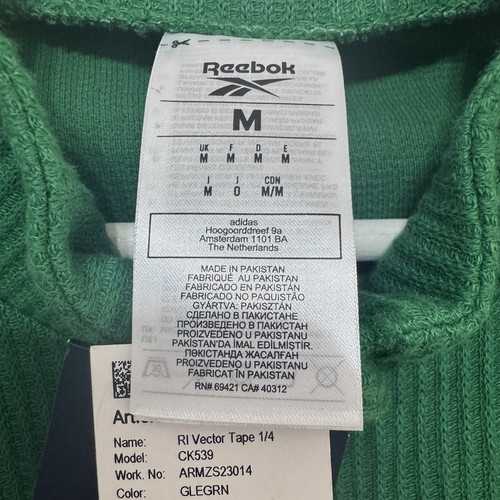 Reebok
M
UK F D E
M M M M
I J CDN
M O M/M
adidas
Hoogoorddreef 9a
Amsterdam 1101 BA
The Netherlands
MADE IN PAKISTAN
FABRIQUÉ AU PAKISTAN
FABRICADO EN PAKISTÁN
FABRICADO NO PAQUISTÃO
GYÁRTVA: PAKISZTÁN
СДЕЛАНО В ПАКИСТАНЕ
ПРОИЗВЕДЕНО В ПАКИСТАН
PROIZVEDENO U PAKISTANU
PAKİSTAN'DA İMAL EDİLMİŞTİR.
ПӘКІСТАНДА ЖАСАЛҒАН
PROIZVEDENO U PAKISTANU
FABRICAT ÎN PAKISTAN
RN# 69421 CA# 40312
Name: RI Vector Tape 1/4
Model: CK539
Work. No: ARMZS23014
Color: GLEGRN